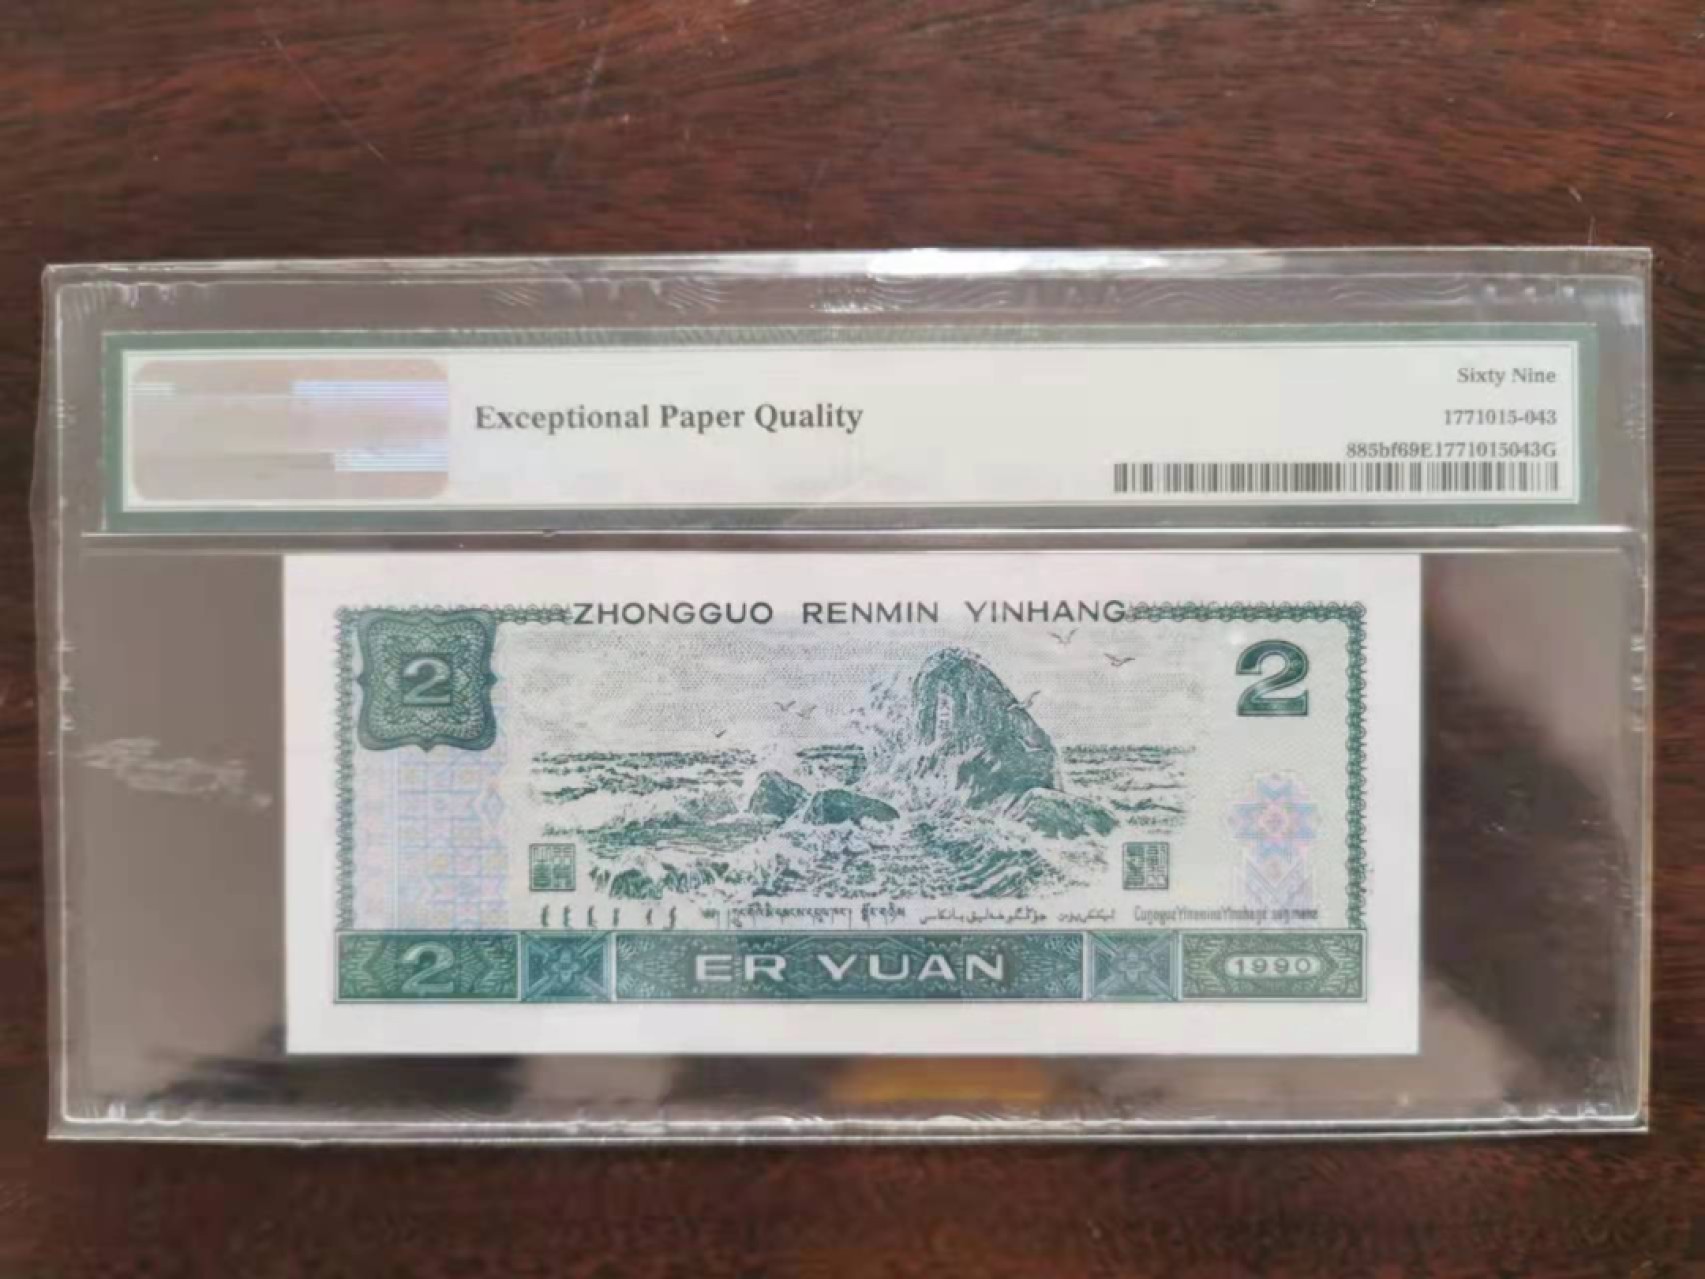 Sixty Nine
Exceptional Paper Quality
1771015-043
885bf69E1771015043G
ZHONGGUO RENMIN YINHANG
2
2
2 ER YUAN 1990